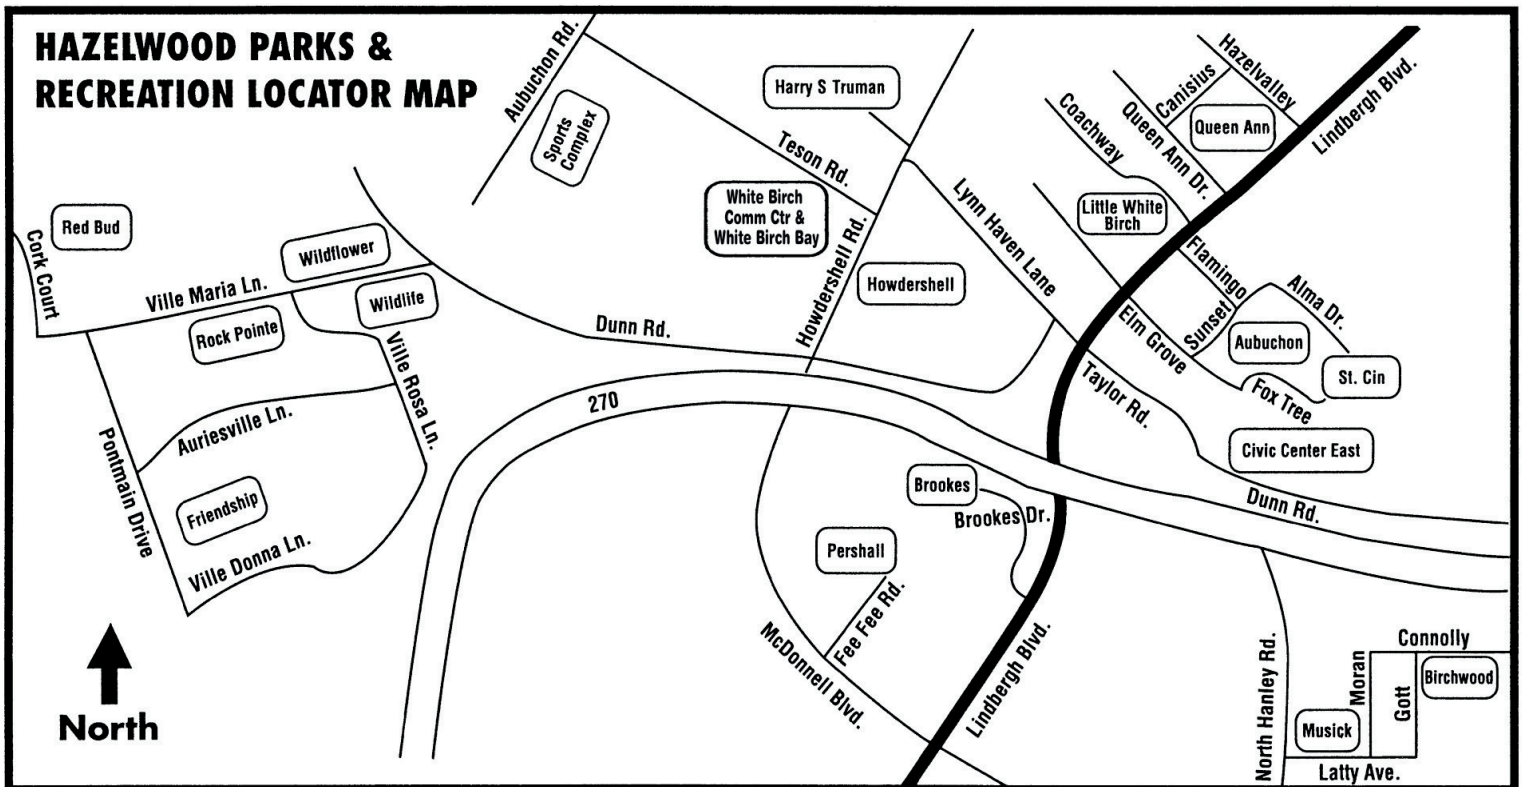 HAZELWOOD PARKS &
RECREATION LOCATOR MAP
Aubuchon Rd.
Sports
Complex
Harry S Truman
Teson Rd.
White Birch
Comm Ctr &
White Birch Bay
Howdershell Rd.
Howdershell
Lynn Haven Lane
Coachway
Queen Ann Dr.
Canisius
Hazelvalley
Queen Ann
Lindbergh Blvd.
Little White
Birch
Flamingo
Sunset
Alma Dr.
Elm Grove
Aubuchon
St. Cin
Fox Tree
Taylor Rd.
Civic Center East
Dunn Rd.
Red Bud
Cork Court
Ville Maria Ln.
Wildflower
Wildlife
Rock Pointe
Ville Rosa Ln.
Dunn Rd.
270
Auriesville Ln.
Pontmain Drive
Friendship
Ville Donna Ln.
Brookes
Brookes Dr.
Pershall
Fee Fee Rd.
McDonnell Blvd.
Lindbergh Blvd.
North Hanley Rd.
Connolly
Moran
Gott
Birchwood
Musick
Latty Ave.
North